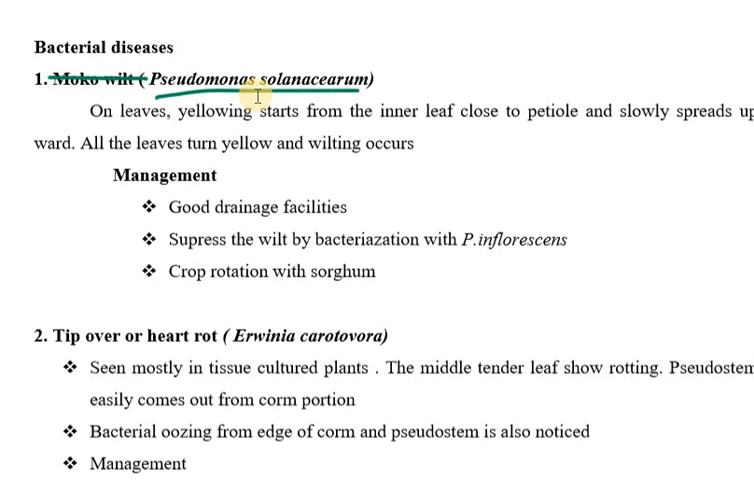 Bacterial diseases
1. Moko wilt ( Pseudomonas solanacearum)
On leaves, yellowing starts from the inner leaf close to petiole and slowly spreads up
ward. All the leaves turn yellow and wilting occurs
Management
❖ Good drainage facilities
❖ Supress the wilt by bacteriazation with P.inflorescens
❖ Crop rotation with sorghum
2. Tip over or heart rot ( Erwinia carotovora)
❖ Seen mostly in tissue cultured plants . The middle tender leaf show rotting. Pseudostem
easily comes out from corm portion
❖ Bacterial oozing from edge of corm and pseudostem is also noticed
❖ Management